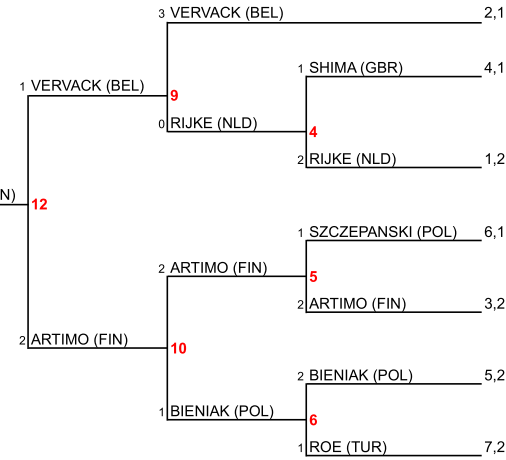 3 VERVACK (BEL) 2,1
1 SHIMA (GBR) 4,1
1 VERVACK (BEL)
9
0 RIJKE (NLD)
4
2 RIJKE (NLD) 1,2
N)
12
1 SZCZEPANSKI (POL) 6,1
2 ARTIMO (FIN)
5
2 ARTIMO (FIN) 3,2
2 ARTIMO (FIN)
10
2 BIENIAK (POL) 5,2
1 BIENIAK (POL)
6
1 ROE (TUR) 7,2